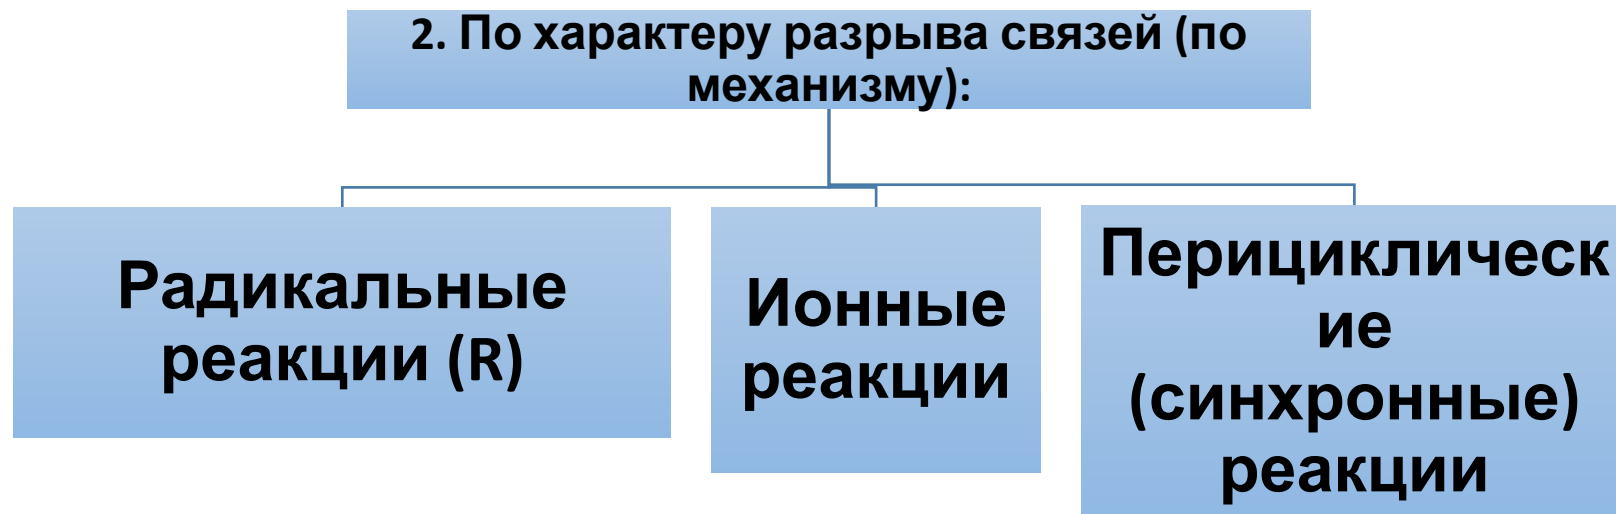 2. По характеру разрыва связей (по
механизму):
Радикальные
реакции (R)
Ионные
реакции
Перициклическ
ие
(синхронные)
реакции